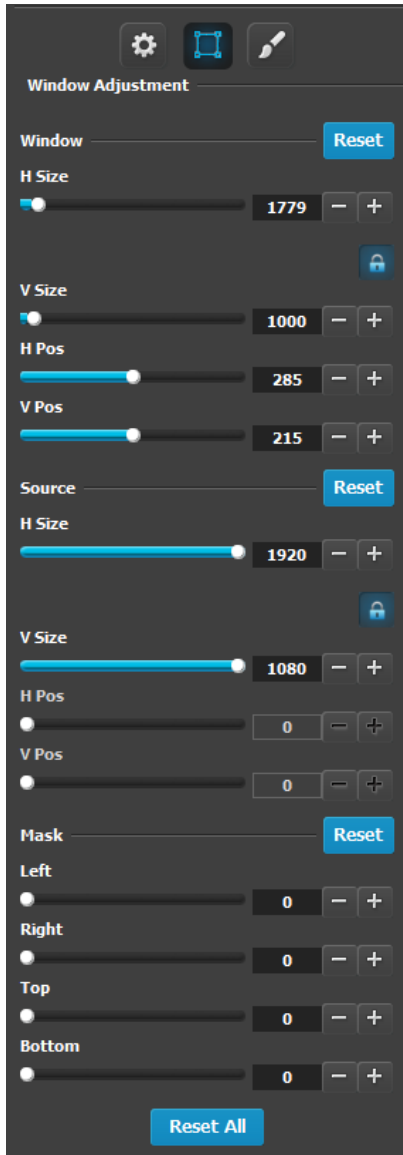 Window Adjustment
Window Reset
H Size
1779 − +
V Size
1000 − +
H Pos
285 − +
V Pos
215 − +
Source Reset
H Size
1920 − +
V Size
1080 − +
H Pos
0 − +
V Pos
0 − +
Mask Reset
Left
0 − +
Right
0 − +
Top
0 − +
Bottom
0 − +
Reset All